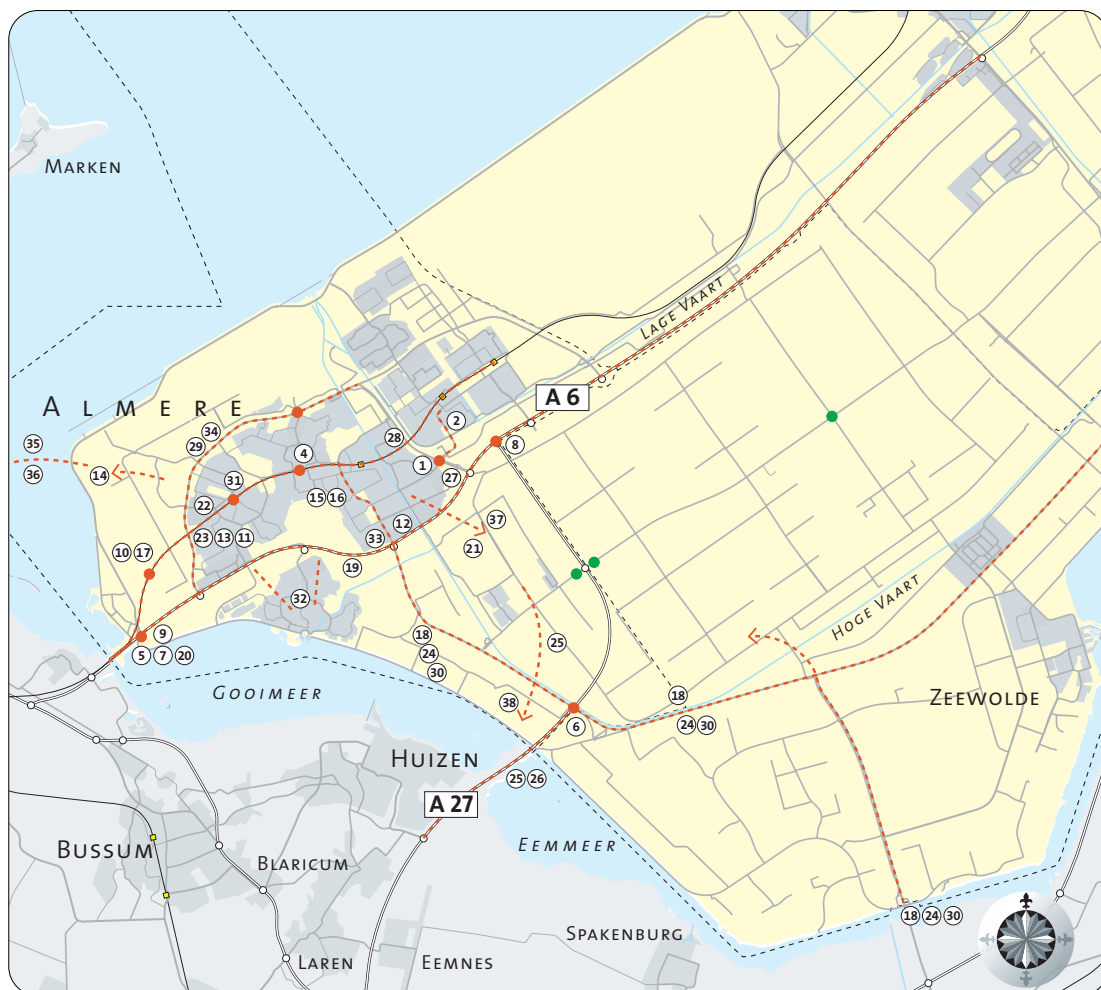 MARKEN
LAGE VAART
A 6
ALMERE
34
29
2
35
36
14
28
4
1
8
27
31
22
15 16
37
23 13 11
12
33
21
10 17
19
32
HOGE VAART
9
18
5 7 20
24
25
30
GOOIMEER
38
18
ZEEWOLDE
6
24 30
HUIZEN
25 26
A 27
BUSSUM
EEMMEER
BLARICUM
18 24 30
SPAKENBURG
LAREN
EEMNES